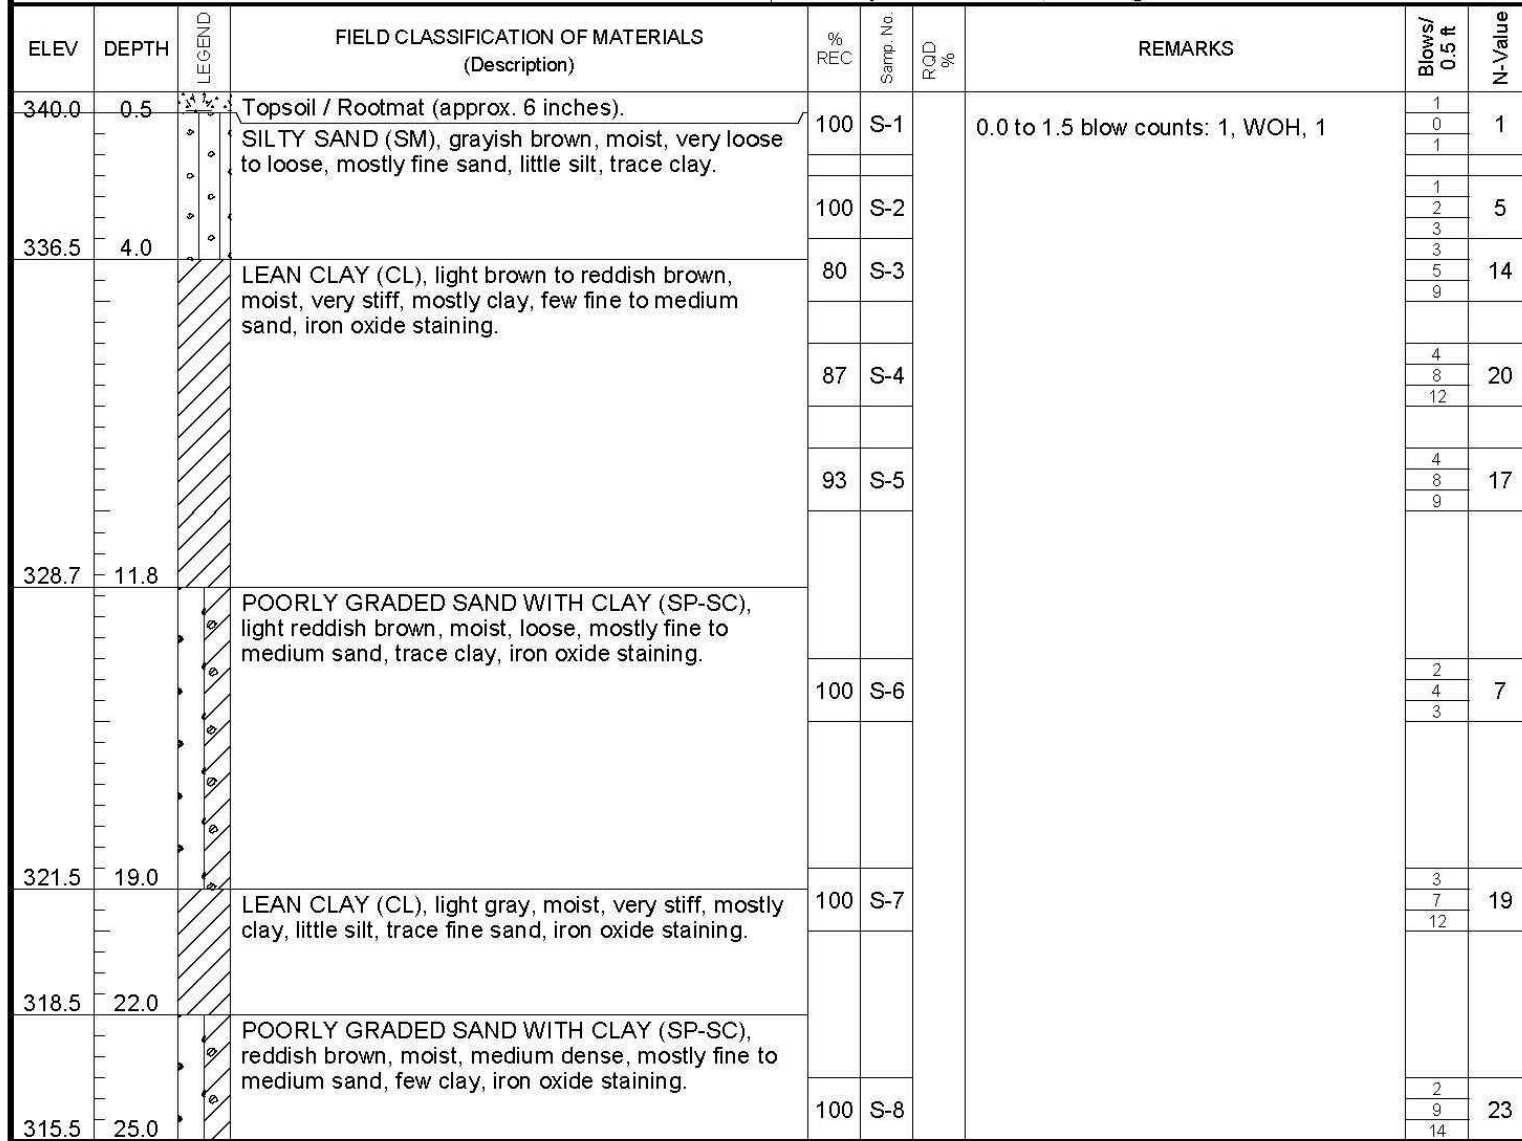 ELEV DEPTH LEGEND FIELD CLASSIFICATION OF MATERIALS (Description) % REC Samp. No. RQD % REMARKS Blows/ 0.5 ft N-Value
340.0 0.5 Topsoil / Rootmat (approx. 6 inches).
SILTY SAND (SM), grayish brown, moist, very loose
to loose, mostly fine sand, little silt, trace clay.
100 S-1 0.0 to 1.5 blow counts: 1, WOH, 1
1
0
1
1
100 S-2
1
2
3
5
336.5 4.0
LEAN CLAY (CL), light brown to reddish brown,
moist, very stiff, mostly clay, few fine to medium
sand, iron oxide staining.
80 S-3
3
5
9
14
87 S-4
4
8
12
20
93 S-5
4
8
9
17
328.7 11.8
POORLY GRADED SAND WITH CLAY (SP-SC),
light reddish brown, moist, loose, mostly fine to
medium sand, trace clay, iron oxide staining.
100 S-6
2
4
3
7
321.5 19.0
LEAN CLAY (CL), light gray, moist, very stiff, mostly
clay, little silt, trace fine sand, iron oxide staining.
100 S-7
3
7
12
19
318.5 22.0
POORLY GRADED SAND WITH CLAY (SP-SC),
reddish brown, moist, medium dense, mostly fine to
medium sand, few clay, iron oxide staining.
100 S-8
2
9
14
23
315.5 25.0